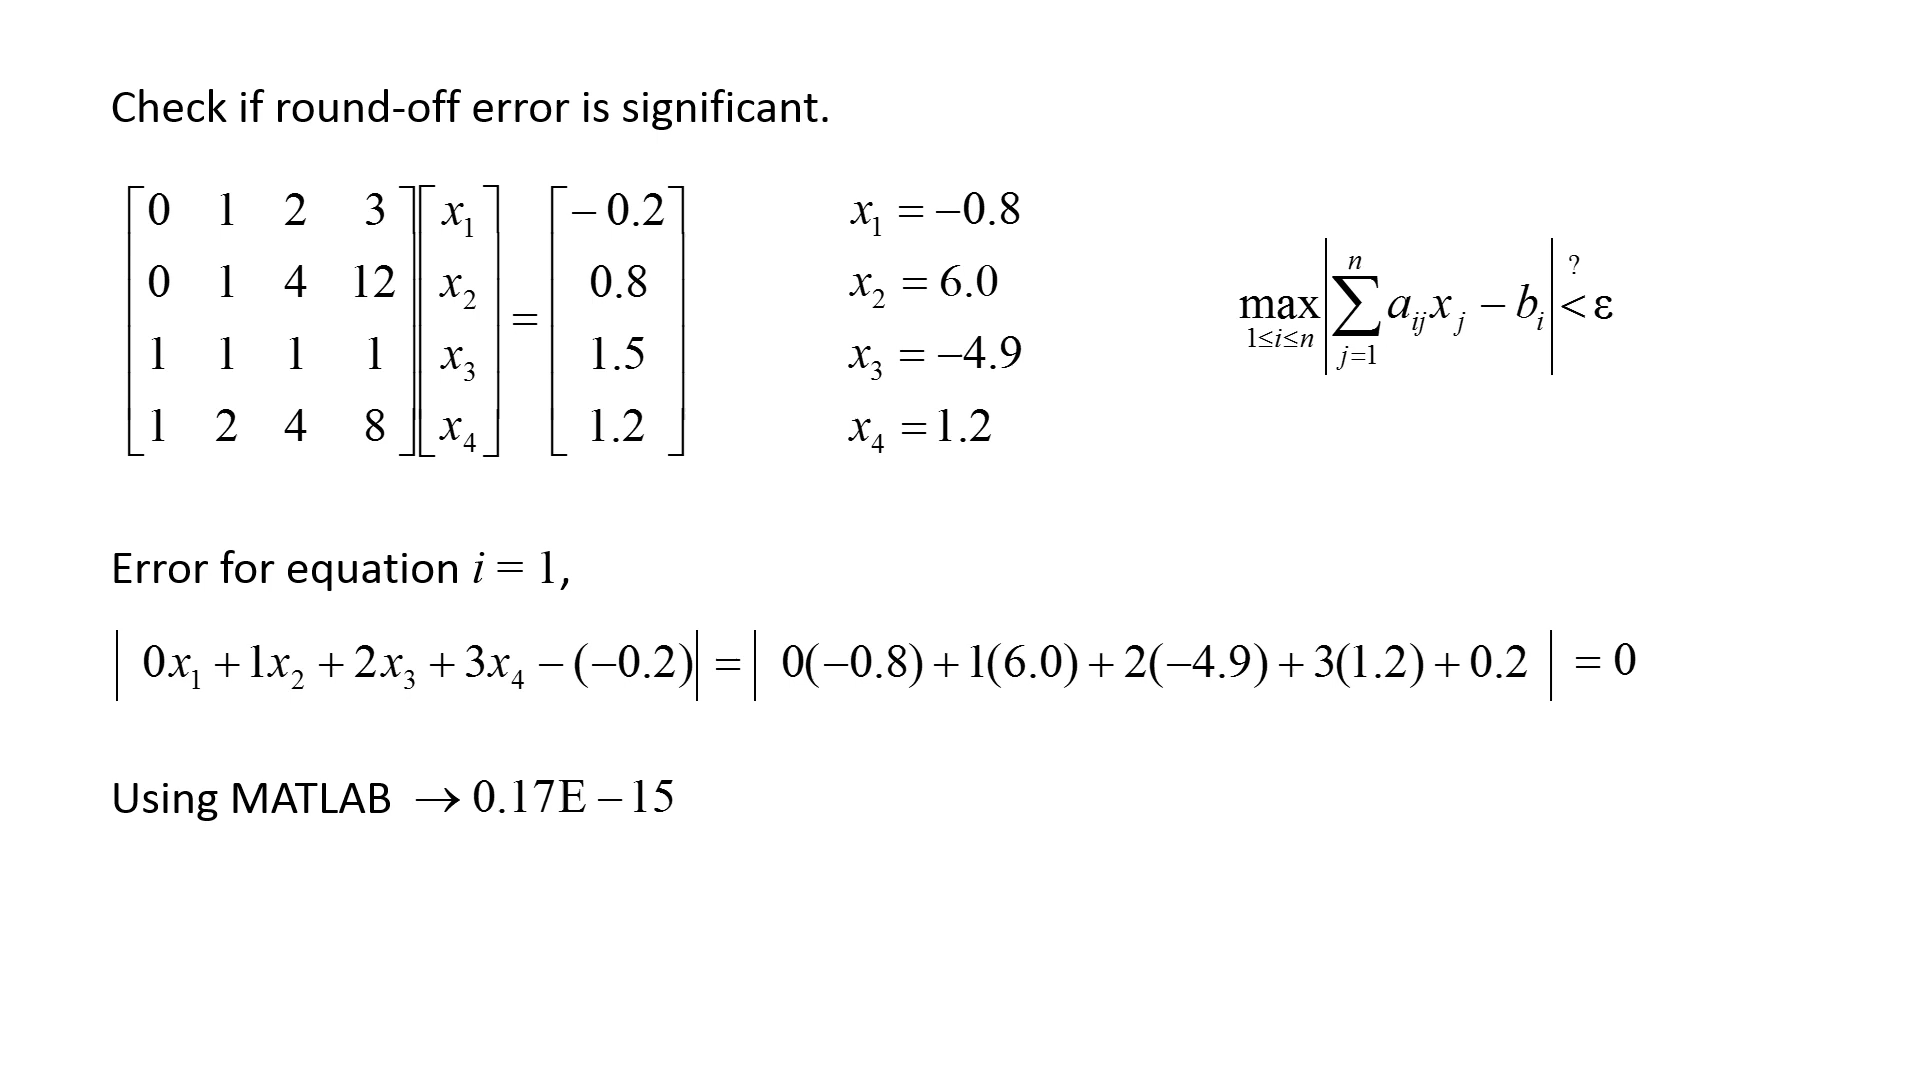 Check if round-off error is significant.
[0 1 2 3; 0 1 4 12; 1 1 1 1; 1 2 4 8] [x₁; x₂; x₃; x₄] = [−0.2; 0.8; 1.5; 1.2]
x₁ = −0.8
x₂ = 6.0
x₃ = −4.9
x₄ = 1.2
max 1≤i≤n | n ∑ j=1 aᵢⱼxⱼ − bᵢ | ? < ε
Error for equation i = 1,
| 0x₁ + 1x₂ + 2x₃ + 3x₄ − (−0.2) | = | 0(−0.8) + 1(6.0) + 2(−4.9) + 3(1.2) + 0.2 | = 0
Using MATLAB → 0.17E − 15